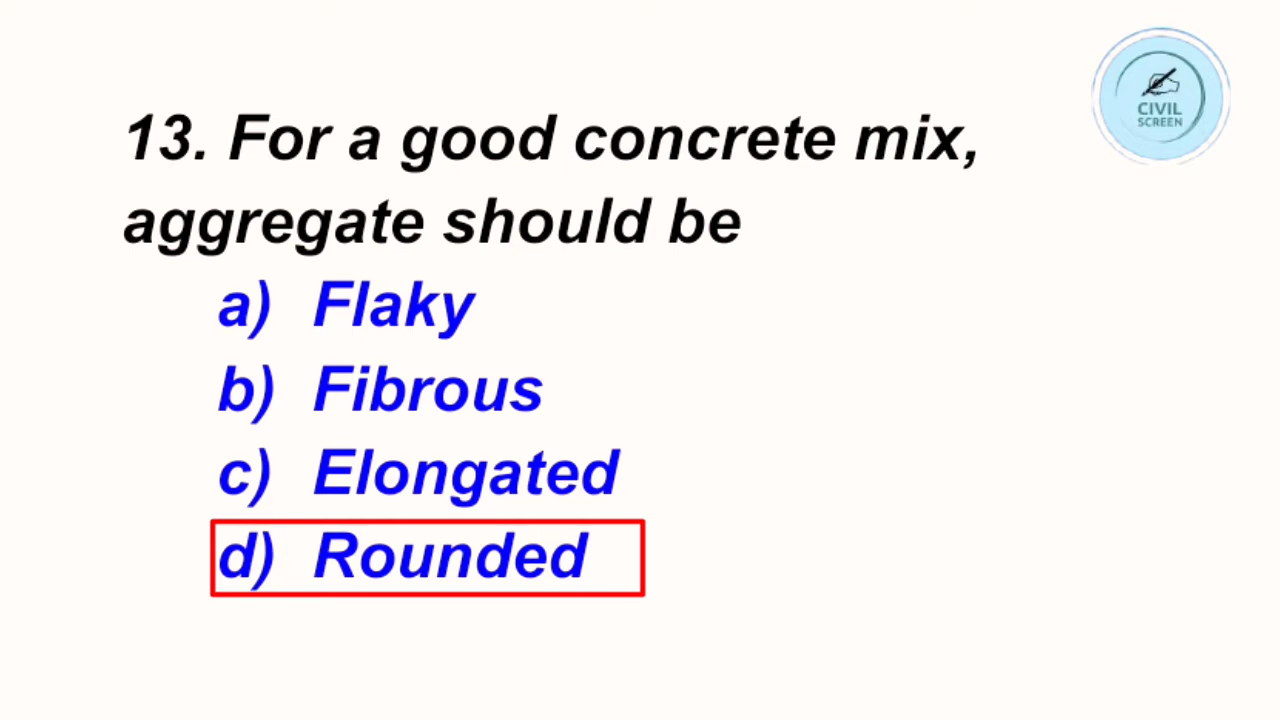 CIVIL
SCREEN
13. For a good concrete mix,
aggregate should be
a) Flaky
b) Fibrous
c) Elongated
d) Rounded